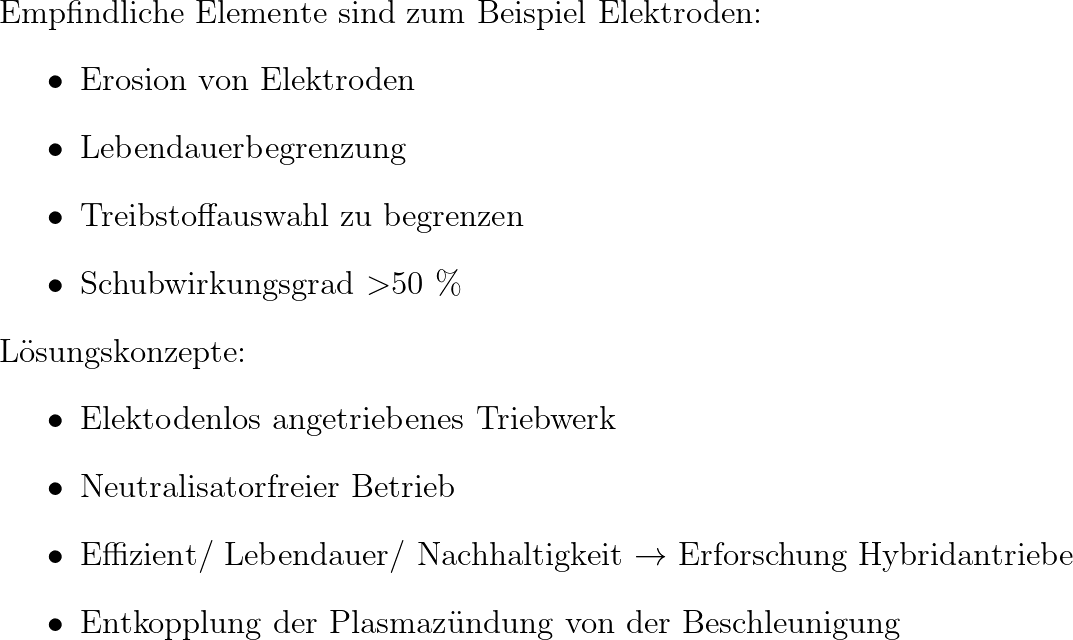 Empfindliche Elemente sind zum Beispiel Elektroden:
• Erosion von Elektroden
• Lebendauerbegrenzung
• Treibstoffauswahl zu begrenzen
• Schubwirkungsgrad >50 %
Lösungskonzepte:
• Elektodenlos angetriebenes Triebwerk
• Neutralisatorfreier Betrieb
• Effizient/ Lebendauer/ Nachhaltigkeit → Erforschung Hybridantriebe
• Entkopplung der Plasmazündung von der Beschleunigung